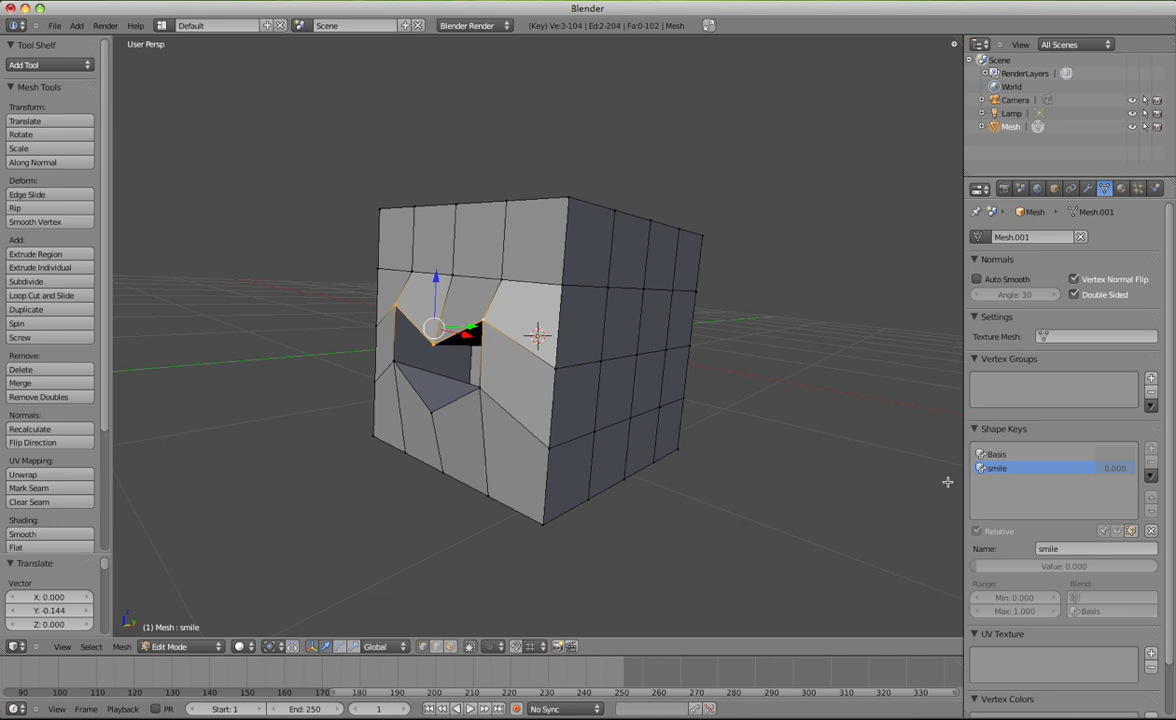 Blender
File Add Render Help Default Scene Blender Render (Key) Ve:3-104 | Ed:2-204 | Fa:0-102 | Mesh
Tool Shelf
Add Tool
Mesh Tools
Transform:
Translate
Rotate
Scale
Along Normal
Deform:
Edge Slide
Rip
Smooth Vertex
Add:
Extrude Region
Extrude Individual
Subdivide
Loop Cut and Slide
Duplicate
Spin
Screw
Remove:
Delete
Merge
Remove Doubles
Normals:
Recalculate
Flip Direction
UV Mapping:
Unwrap
Mark Seam
Clear Seam
Shading:
Smooth
Flat
Translate
Vector
X: 0.000
Y: -0.144
Z: 0.000
User Persp
(1) Mesh : smile
View Select Mesh Edit Mode Global
90 100 110 120 130 140 150 160 170 180 190 200 210 220 230 240 250 260 270 280 290 300 310 320 330
View Frame Playback PR Start: 1 End: 250 1 No Sync
View All Scenes
Scene
RenderLayers
World
Camera
Lamp
Mesh
Mesh Mesh.001
Mesh.001
Normals
Auto Smooth Vertex Normal Flip
Angle: 30 Double Sided
Settings
Texture Mesh:
Vertex Groups
Shape Keys
Basis
smile 0.000
Relative
Name: smile
Value: 0.000
Range: Blend:
Min: 0.000
Max: 1.000 Basis
UV Texture
Vertex Colors